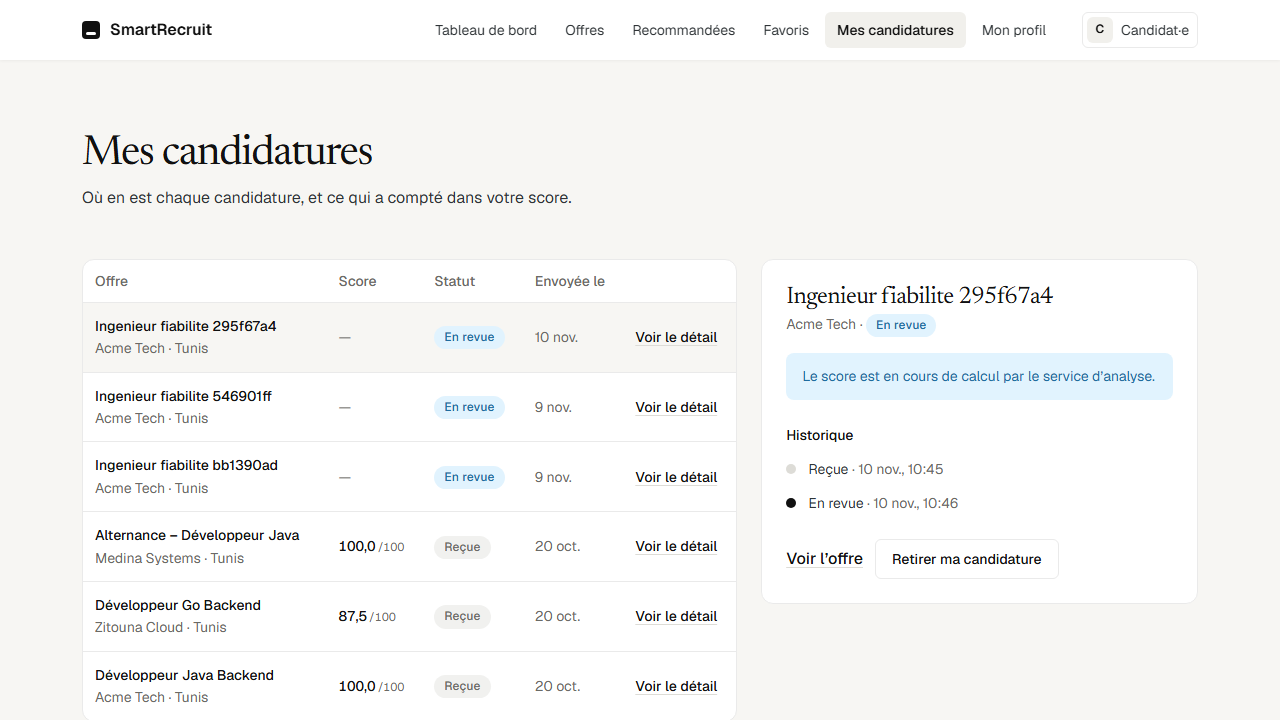 SmartRecruit
Tableau de bord
Offres
Recommandées
Favoris
Mes candidatures
Mon profil
C
Candidat·e
Mes candidatures
Où en est chaque candidature, et ce qui a compté dans votre score.
Offre Score Statut Envoyée le
Ingenieur fiabilite 295f67a4
Acme Tech · Tunis
— En revue 10 nov. Voir le détail
Ingenieur fiabilite 546901ff
Acme Tech · Tunis
— En revue 9 nov. Voir le détail
Ingenieur fiabilite bb1390ad
Acme Tech · Tunis
— En revue 9 nov. Voir le détail
Alternance – Développeur Java
Medina Systems · Tunis
100,0 /100 Reçue 20 oct. Voir le détail
Développeur Go Backend
Zitouna Cloud · Tunis
87,5 /100 Reçue 20 oct. Voir le détail
Développeur Java Backend
Acme Tech · Tunis
100,0 /100 Reçue 20 oct. Voir le détail
Ingenieur fiabilite 295f67a4
Acme Tech · En revue
Le score est en cours de calcul par le service d’analyse.
Historique
Reçue · 10 nov., 10:45
En revue · 10 nov., 10:46
Voir l’offre
Retirer ma candidature